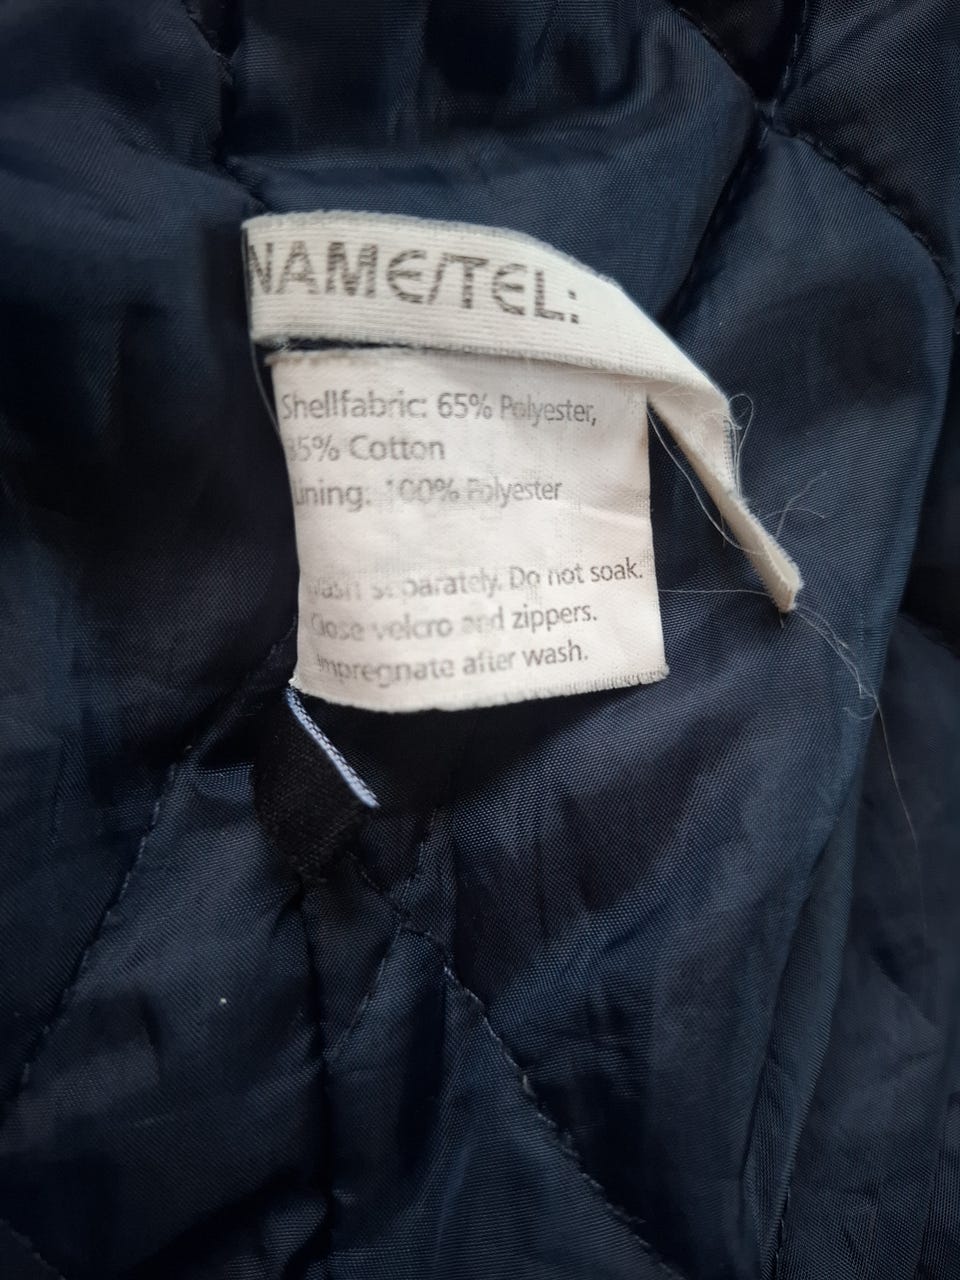 NAME/TEL:
Shellfabric: 65% Polyester,
35% Cotton
Lining: 100% Polyester
Wash separately. Do not soak.
Close velcro and zippers.
Impregnate after wash.